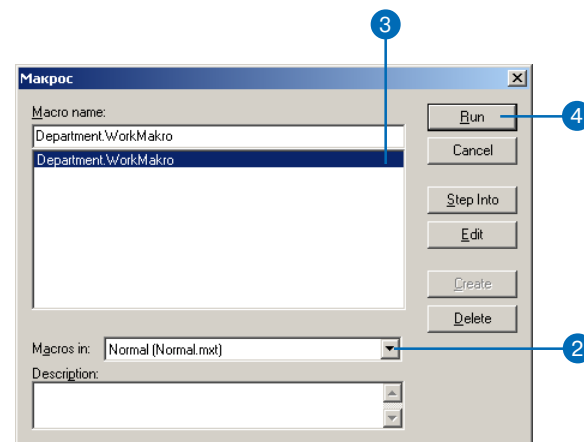 3
Макрос
Macro name:
Department.WorkMakro
Department.WorkMakro
Run
4
Cancel
Step Into
Edit
Create
Delete
Macros in:
Normal (Normal.mxt)
2
Description: